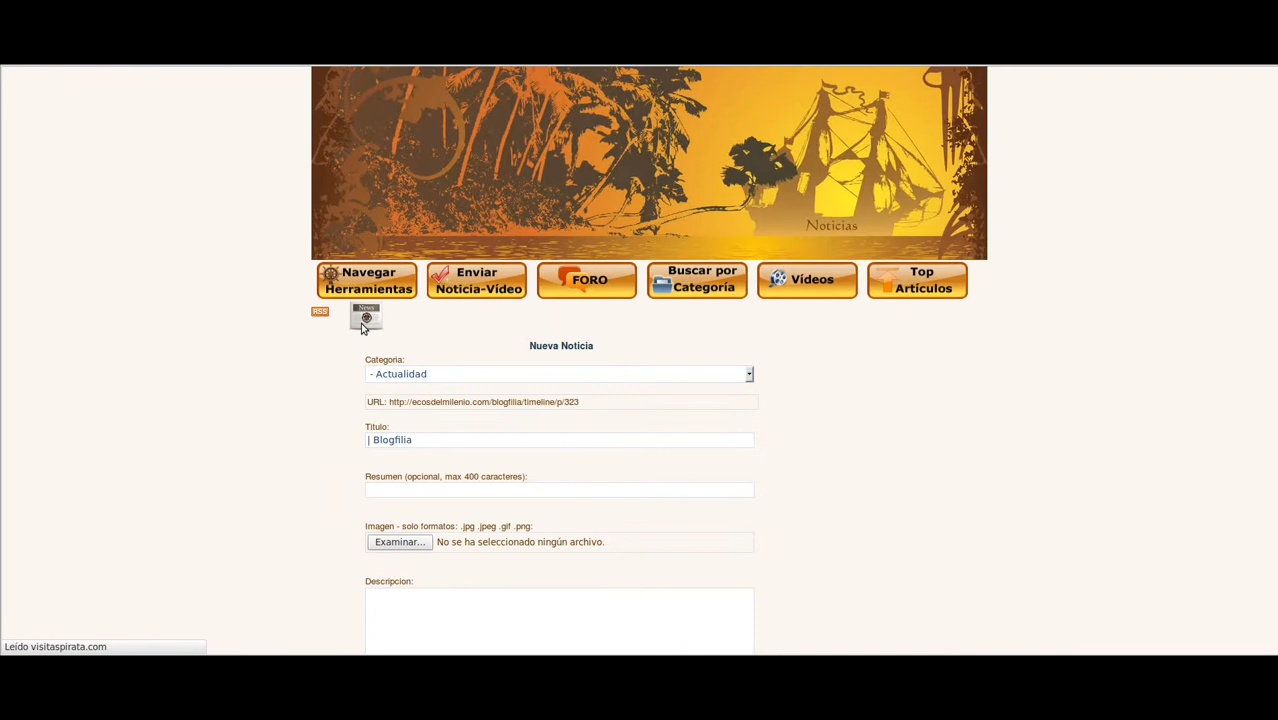 Noticias
Navegar
Herramientas
Enviar
Noticia-Vídeo
FORO
Buscar por
Categoría
Vídeos
Top
Artículos
RSS
News
Nueva Noticia
Categoria:
- Actualidad
URL: http://ecosdelmilenio.com/blogfilia/timeline/p/323
Titulo:
| Blogfilia
Resumen (opcional, max 400 caracteres):
Imagen - solo formatos: .jpg .jpeg .gif .png:
Examinar... No se ha seleccionado ningún archivo.
Descripcion:
Leído visitaspirata.com